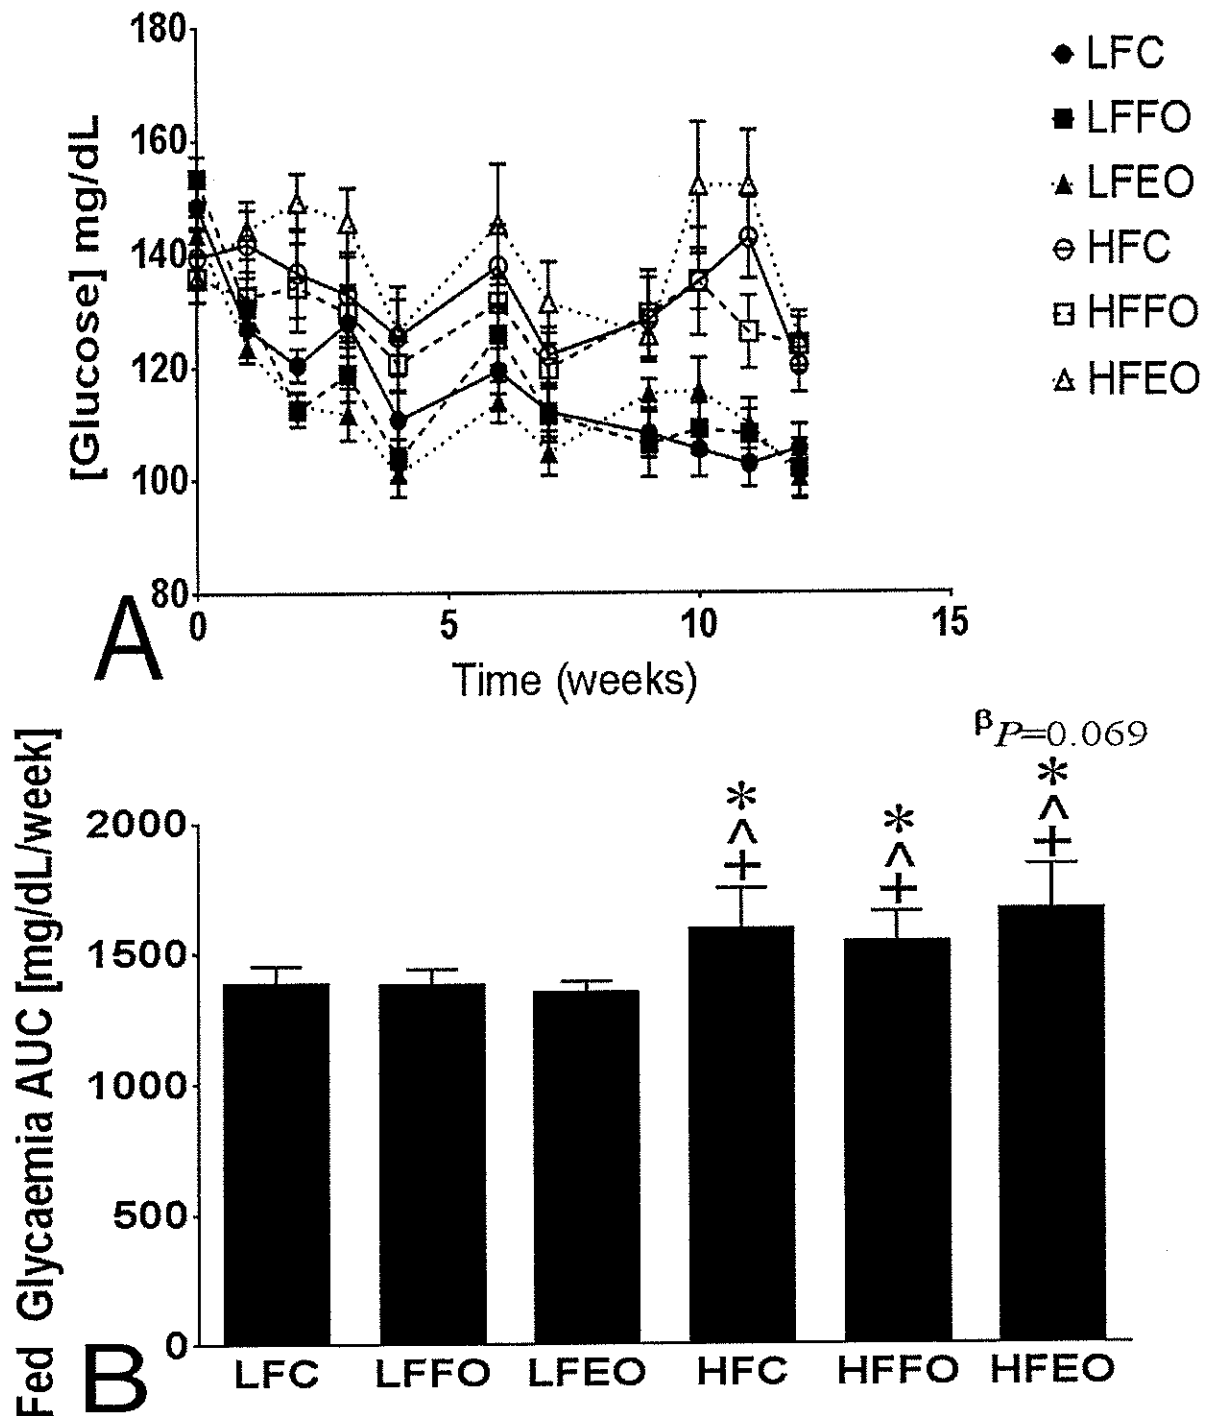 180
160
140
120
100
80
[Glucose] mg/dL
0
5
10
15
Time (weeks)
LFC
LFFO
LFEO
HFC
HFFO
HFEO
A
βP=0.069
*
^
+
*
^
+
*
^
+
2000
1500
1000
500
0
Fed Glycaemia AUC [mg/dL/week]
LFC
LFFO
LFEO
HFC
HFFO
HFEO
B